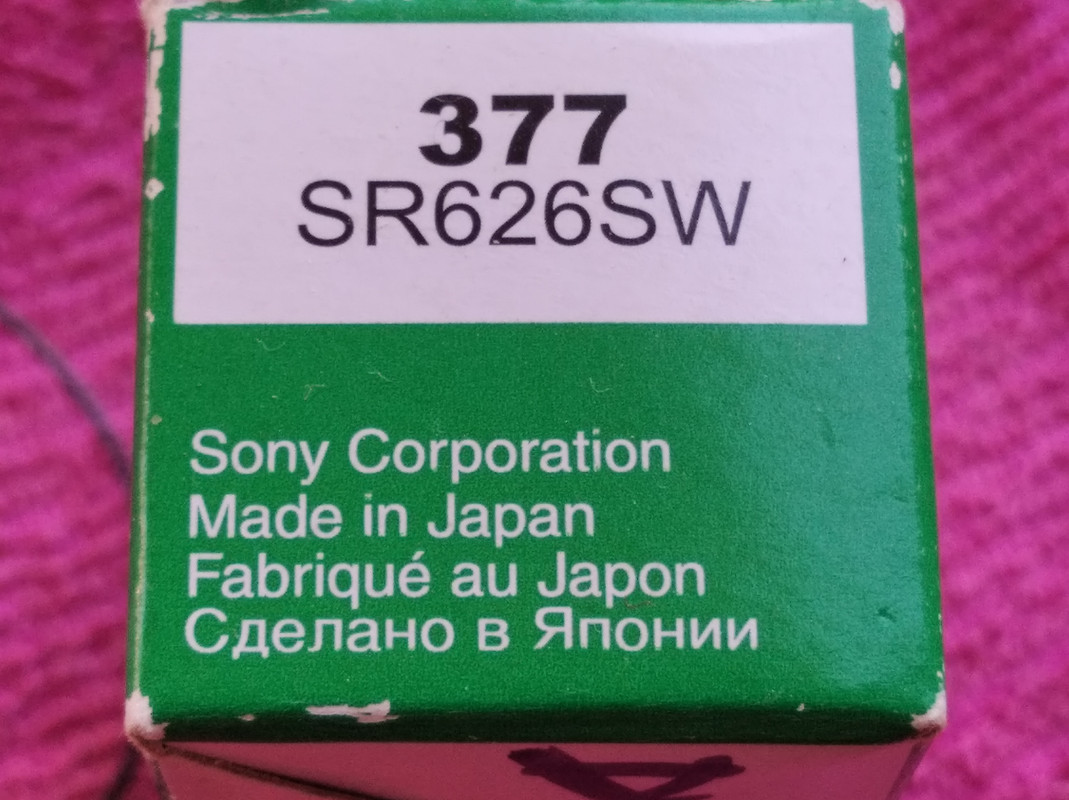 377
SR626SW
Sony Corporation
Made in Japan
Fabriqué au Japon
Сделано в Японии